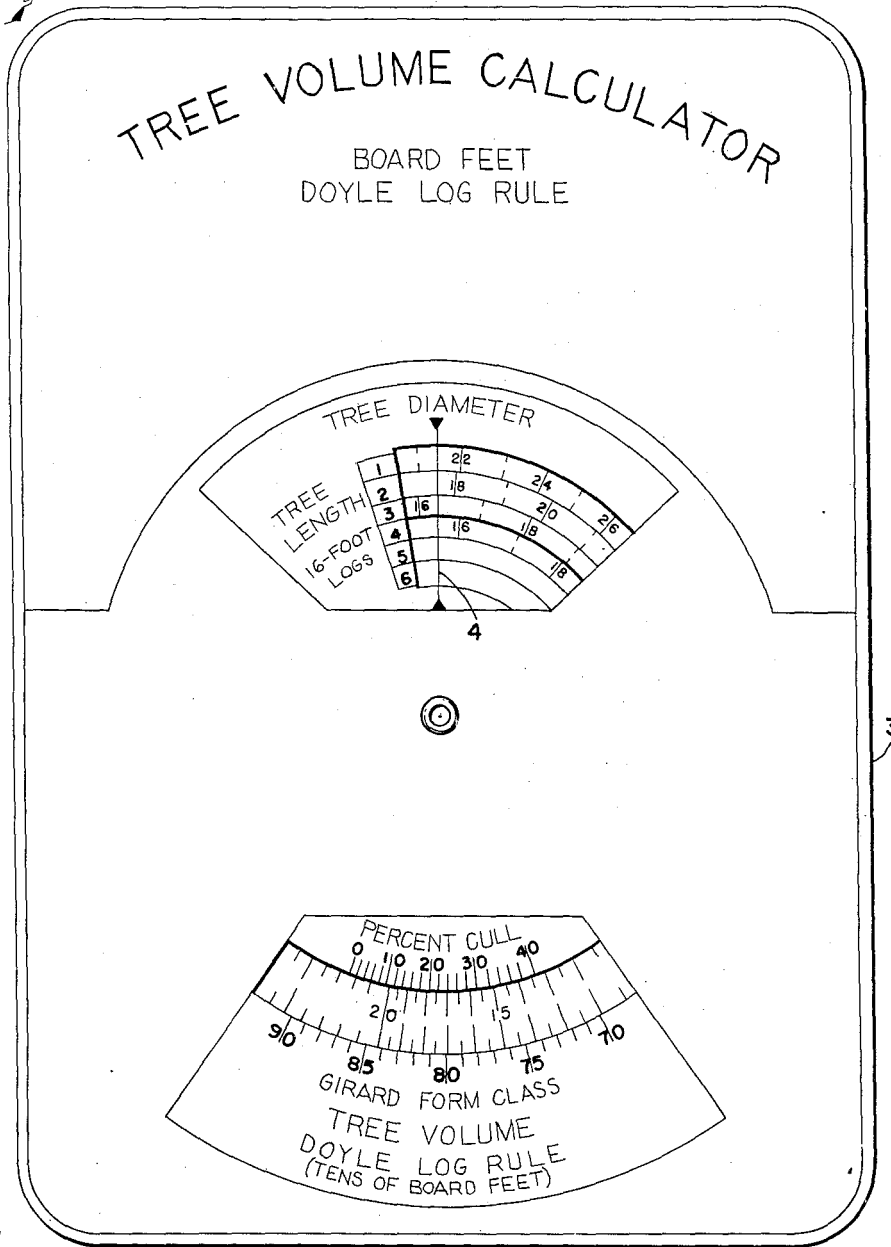 TREE VOLUME CALCULATOR
BOARD FEET
DOYLE LOG RULE
TREE DIAMETER
TREE
LENGTH
16-FOOT
LOGS
1 22 24 26
2 18 20
3 16 18
4 16 18
5
6
4
PERCENT CULL
0 10 20 30 40
20 15
90 85 80 75 70
GIRARD FORM CLASS
TREE VOLUME
DOYLE LOG RULE
(TENS OF BOARD FEET)